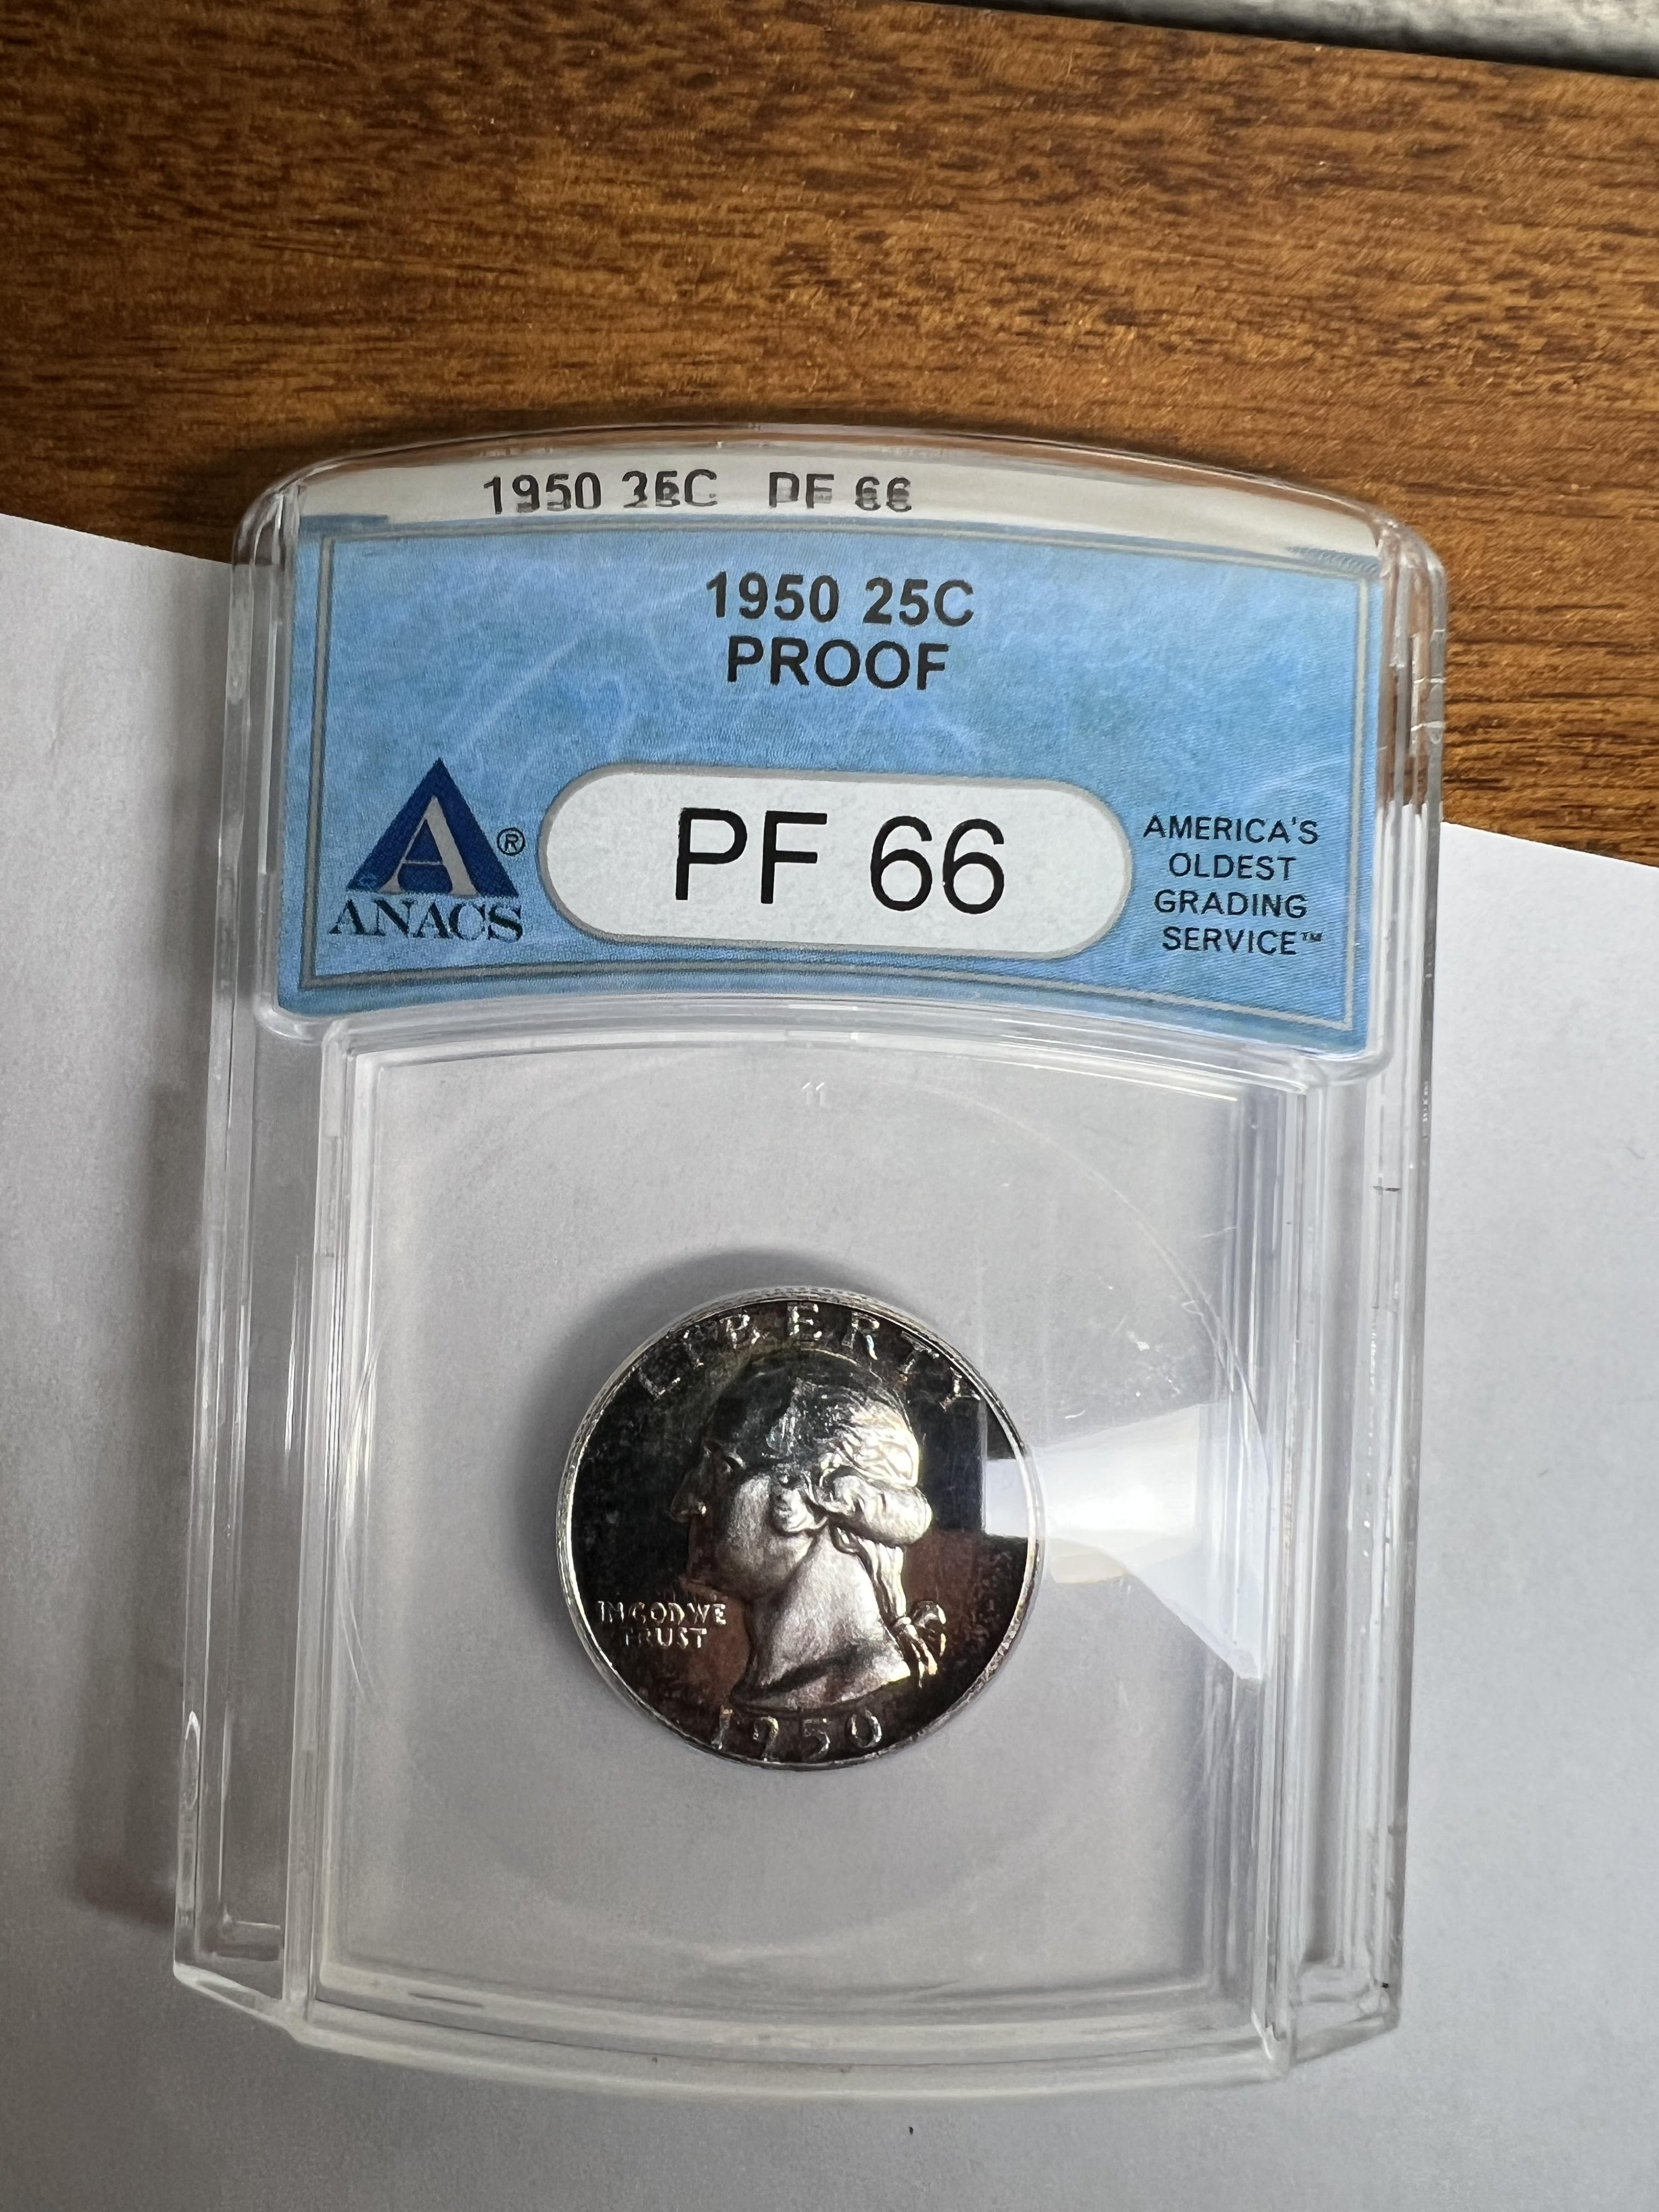 1950 25C PF 66
1950 25C
PROOF
A®
ANACS
PF 66
AMERICA'S
OLDEST
GRADING
SERVICE™
11
LIBERTY
IN GOD WE
TRUST
1950